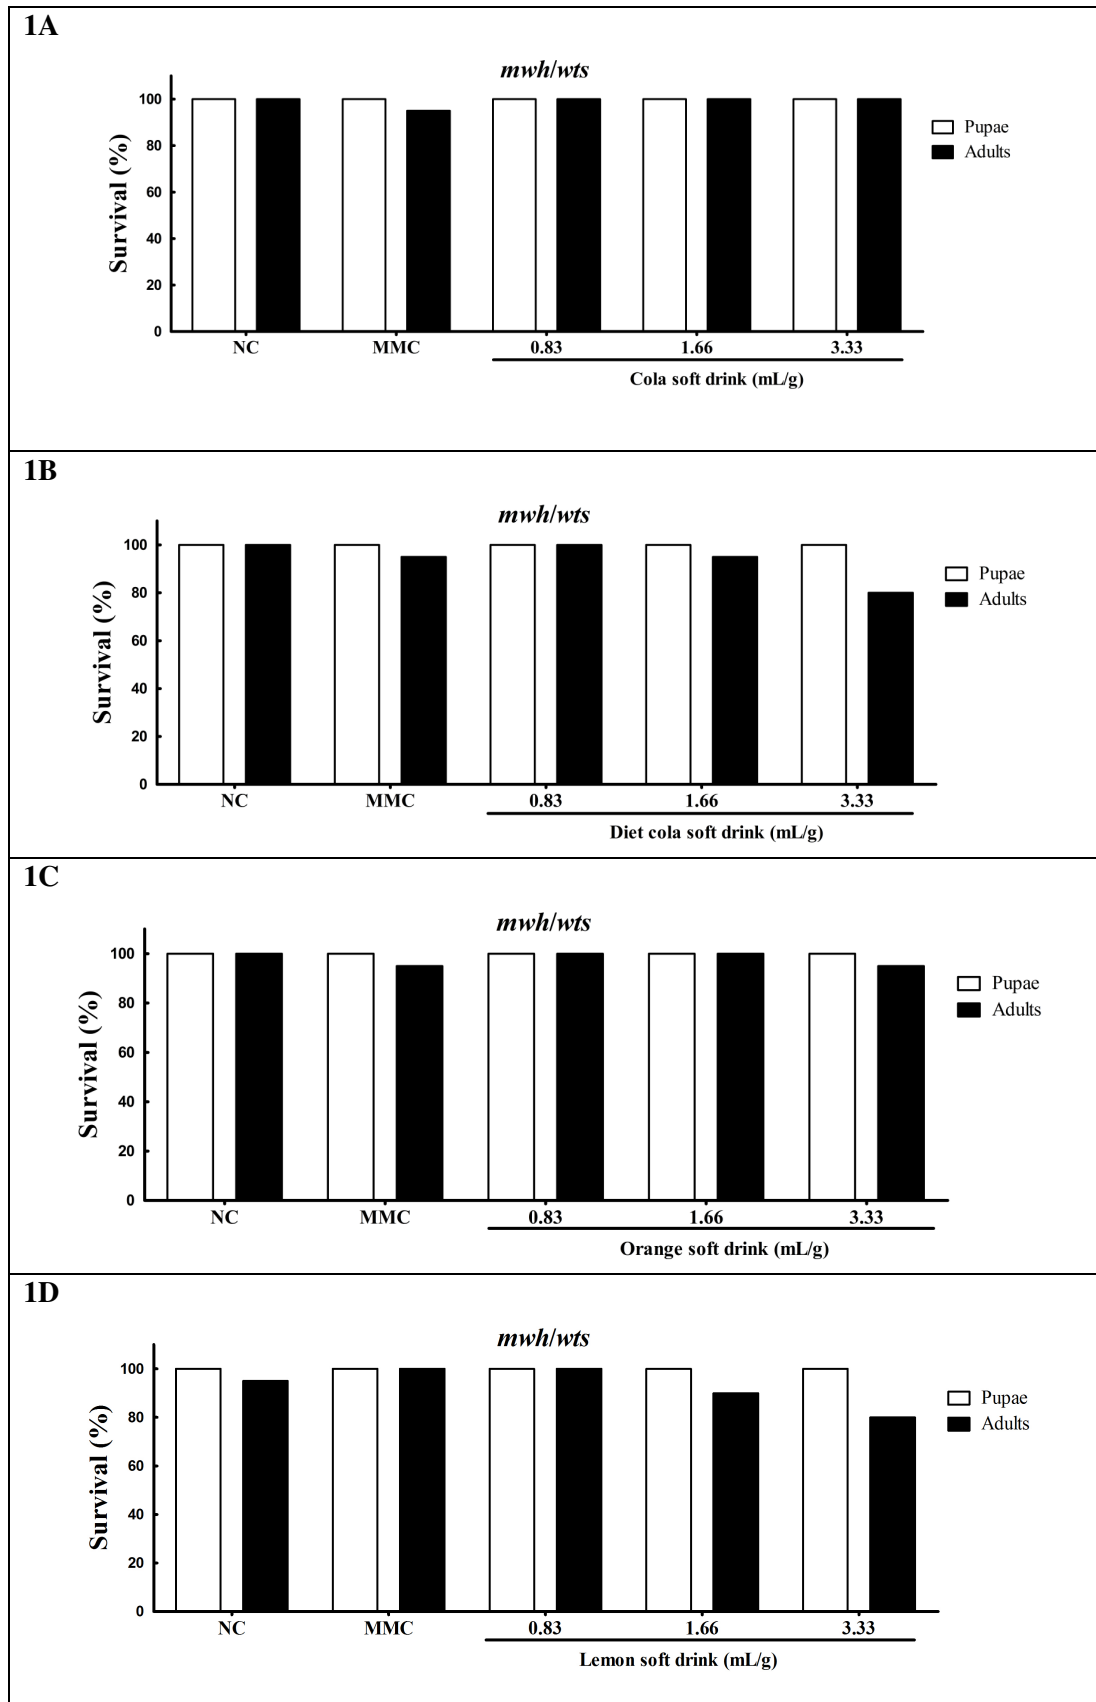 1A
mwh/wts
100
80
60
40
20
0
Survival (%)
Pupae
Adults
NC MMC 0.83 1.66 3.33
Cola soft drink (mL/g)
1B
mwh/wts
100
80
60
40
20
0
Survival (%)
Pupae
Adults
NC MMC 0.83 1.66 3.33
Diet cola soft drink (mL/g)
1C
mwh/wts
100
80
60
40
20
0
Survival (%)
Pupae
Adults
NC MMC 0.83 1.66 3.33
Orange soft drink (mL/g)
1D
mwh/wts
100
80
60
40
20
0
Survival (%)
Pupae
Adults
NC MMC 0.83 1.66 3.33
Lemon soft drink (mL/g)